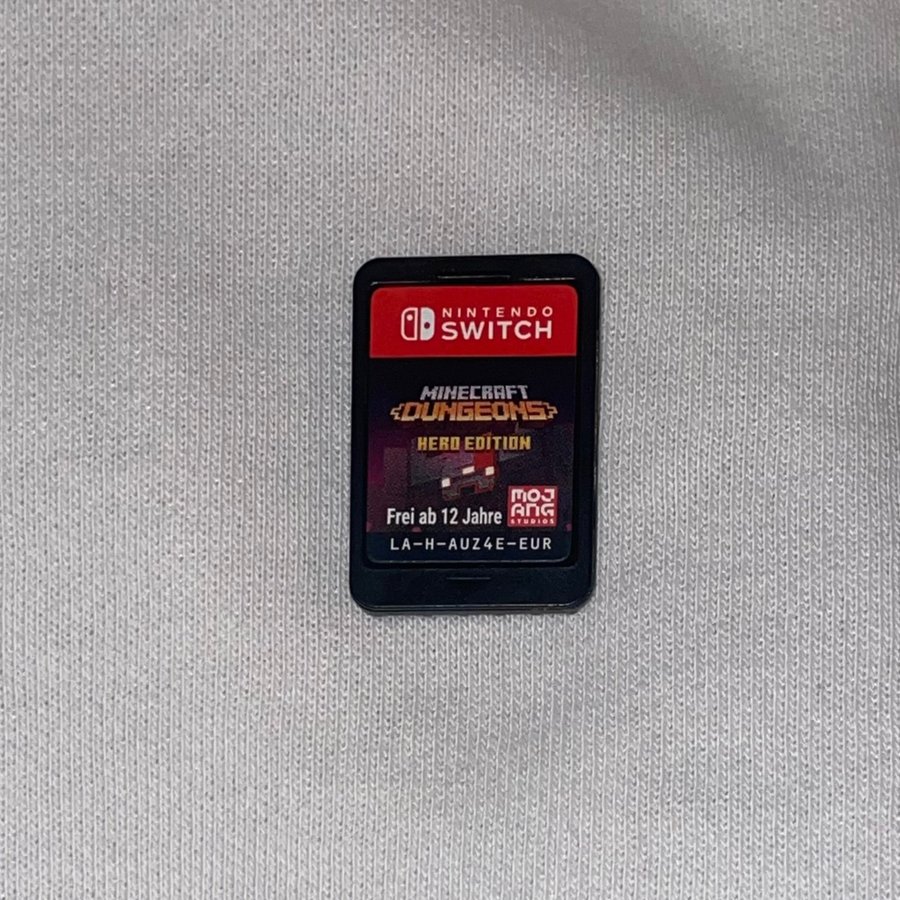 NINTENDO
SWITCH
MINECRAFT
DUNGEONS
HERO EDITION
Frei ab 12 Jahre
MOJ
ANG
STUDIOS
LA-H-AUZ4E-EUR